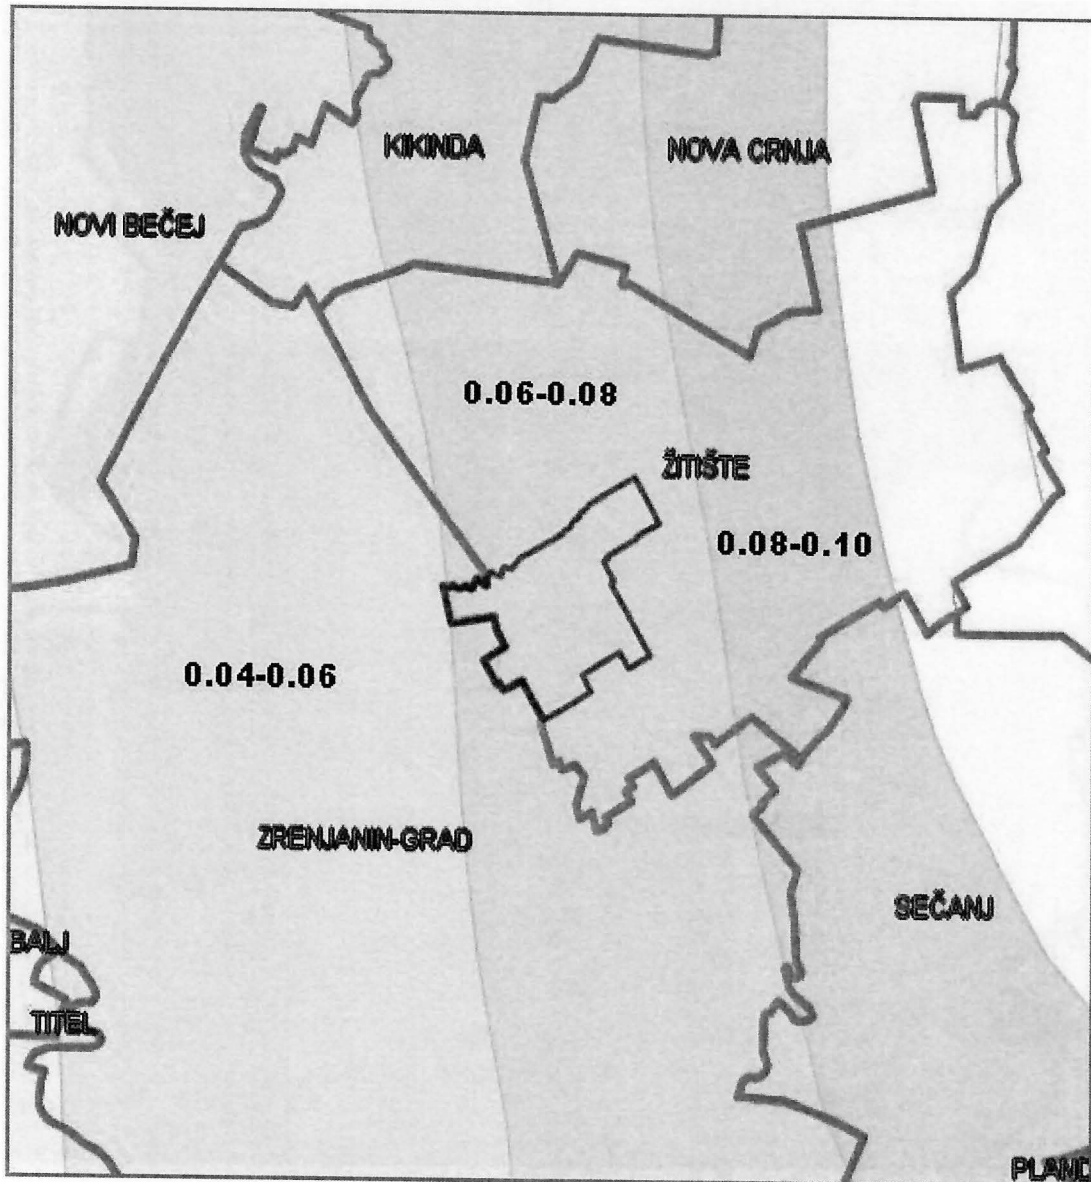 KIKINDA
NOVA CRNJA
NOVI BEČEJ
0.06-0.08
ŽITIŠTE
0.08-0.10
0.04-0.06
ZRENJANIN-GRAD
SEČANJ
BALJ
TITEL
PLAND